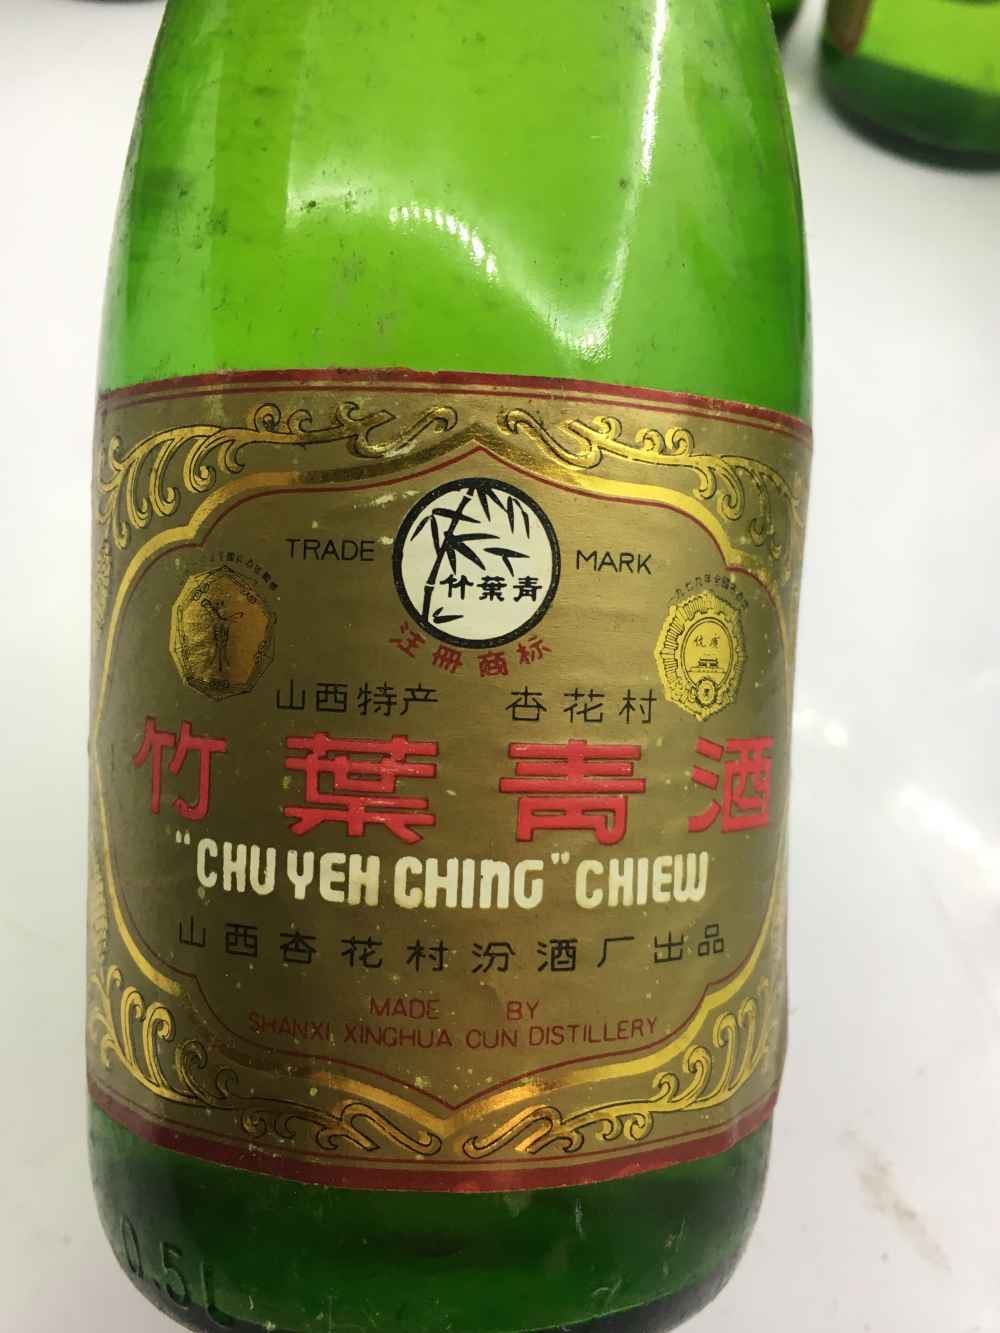 TRADE MARK
竹葉青
注册商标
优质
山西特产 杏花村
竹葉青酒
"CHU YEH CHING" CHIEW
山西杏花村汾酒厂出品
MADE BY
SHANXI XINGHUA CUN DISTILLERY
0.5L